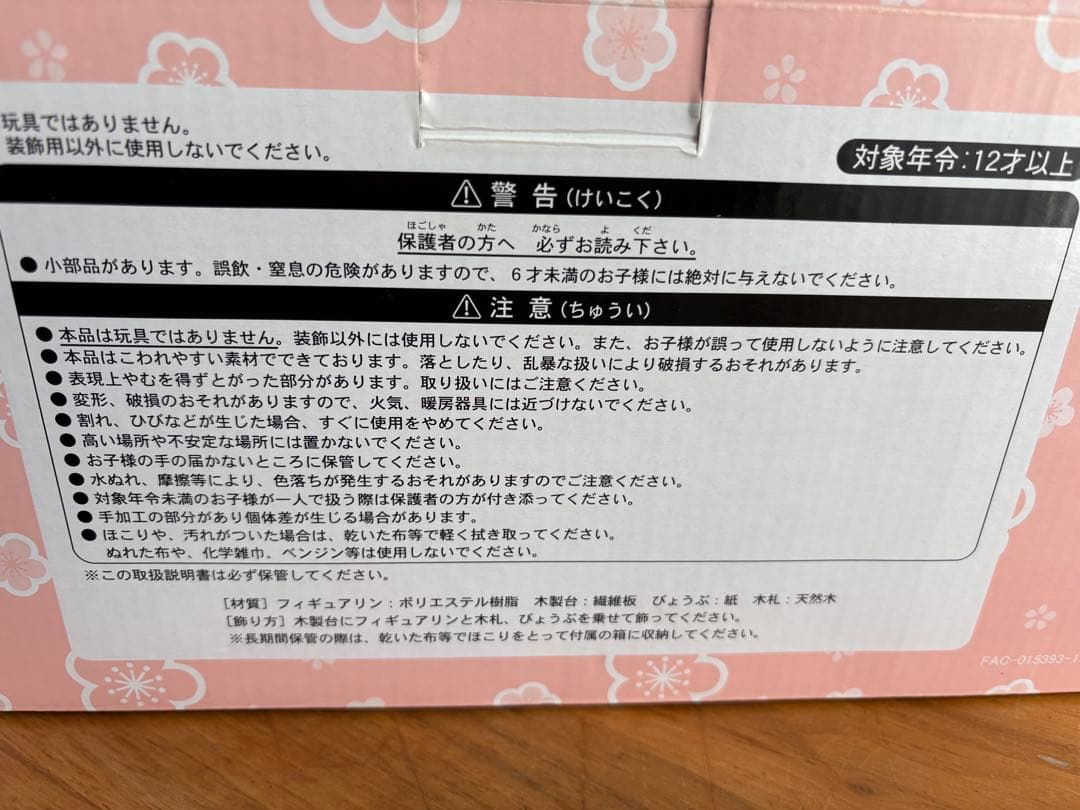 玩具ではありません。
装飾用以外に使用しないでください。
対象年令:12才以上
⚠ 警告(けいこく)
ほごしゃ かた かなら よ くだ
保護者の方へ 必ずお読み下さい。
●小部品があります。誤飲・窒息の危険がありますので、6才未満のお子様には絶対に与えないでください。
⚠ 注意(ちゅうい)
●本品は玩具ではありません。装飾以外には使用しないでください。また、お子様が誤って使用しないように注意してください。
●本品はこわれやすい素材でできております。落としたり、乱暴な扱いにより破損するおそれがあります。
●表現上やむを得ずとがった部分があります。取り扱いにはご注意ください。
●変形、破損のおそれがありますので、火気、暖房器具には近づけないでください。
●割れ、ひびなどが生じた場合、すぐに使用をやめてください。
●高い場所や不安定な場所には置かないでください。
●お子様の手の届かないところに保管してください。
●水ぬれ、摩擦等により、色落ちが発生するおそれがありますのでご注意ください。
●対象年令未満のお子様が一人で扱う際は保護者の方が付き添ってください。
●手加工の部分があり個体差が生じる場合があります。
●ほこりや、汚れがついた場合は、乾いた布等で軽く拭き取ってください。
ぬれた布や、化学雑巾、ベンジン等は使用しないでください。
※この取扱説明書は必ず保管してください。
[材質]フィギュアリン:ポリエステル樹脂 木製台:繊維板 びょうぶ:紙 木札:天然木
[飾り方]木製台にフィギュアリンと木札、びょうぶを乗せて飾ってください。
※長期間保管の際は、乾いた布等でほこりをとって付属の箱に収納してください。
FAC-015393-1